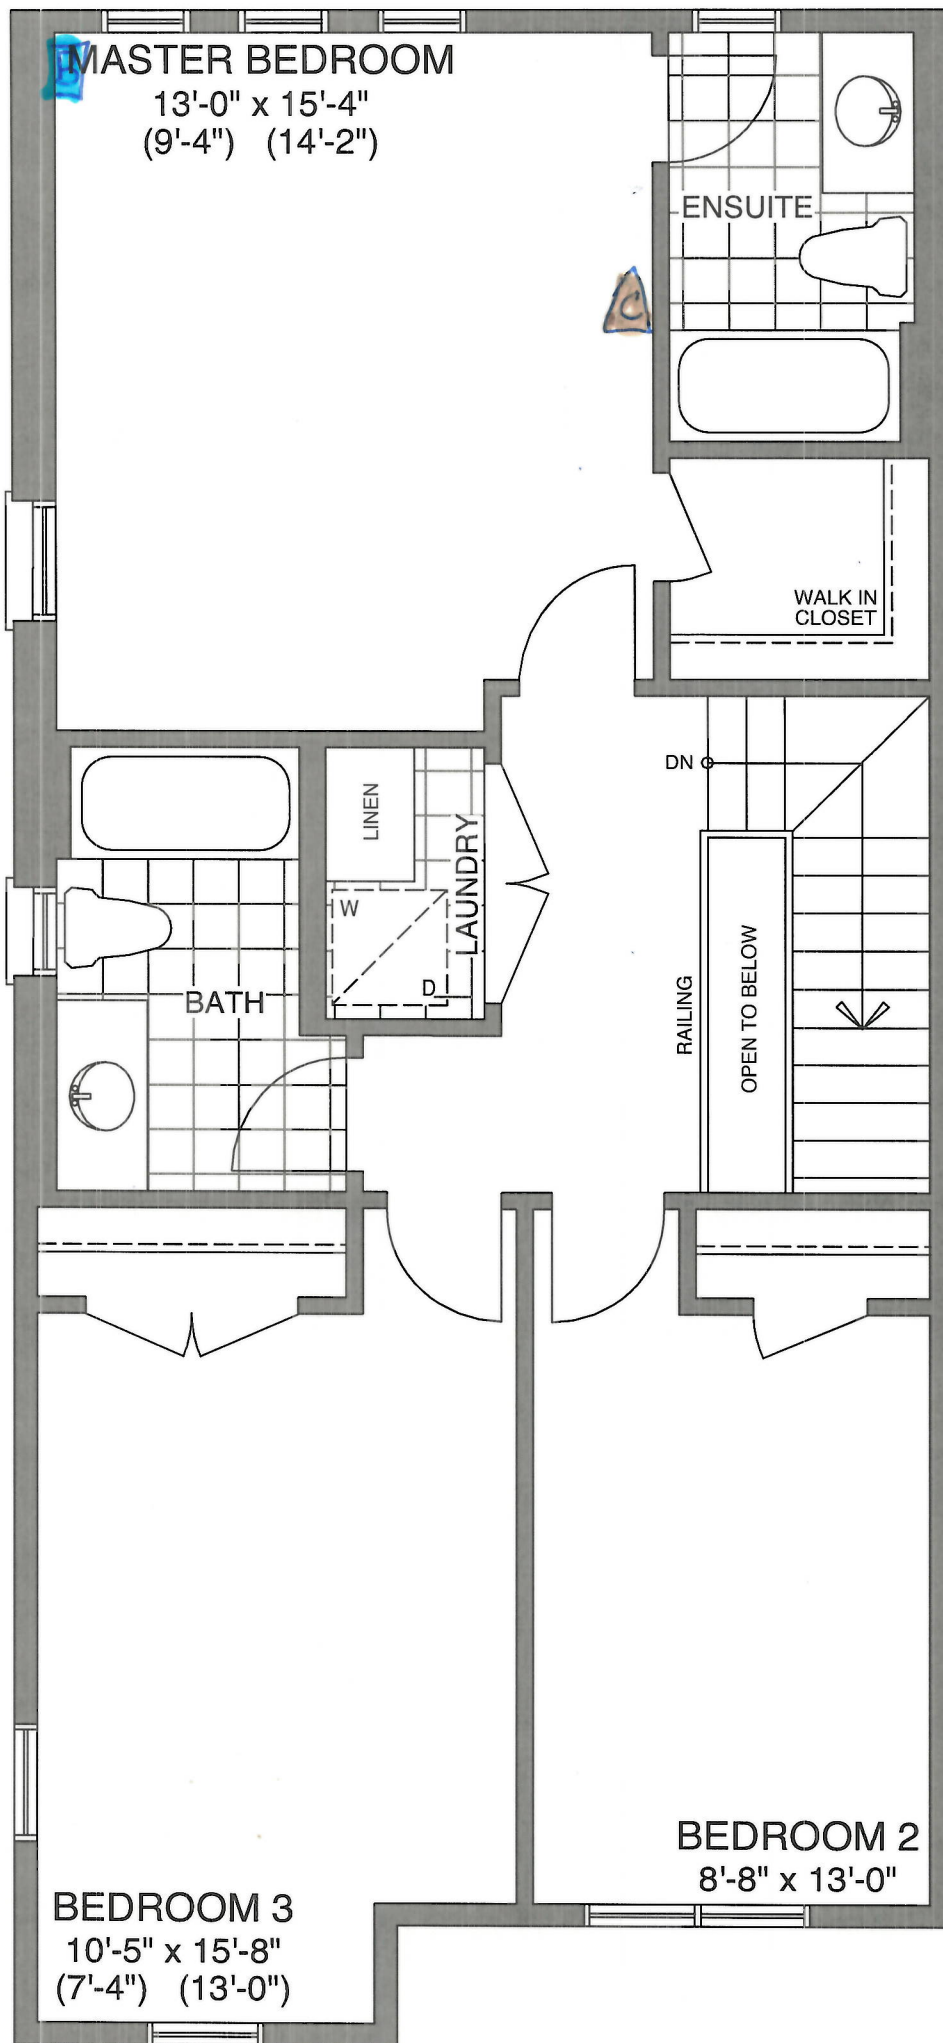 MASTER BEDROOM
13'-0" x 15'-4"
(9'-4") (14'-2")
ENSUITE
C
WALK IN
CLOSET
DN
LINEN
LAUNDRY
W
D
BATH
RAILING
OPEN TO BELOW
BEDROOM 2
8'-8" x 13'-0"
BEDROOM 3
10'-5" x 15'-8"
(7'-4") (13'-0")